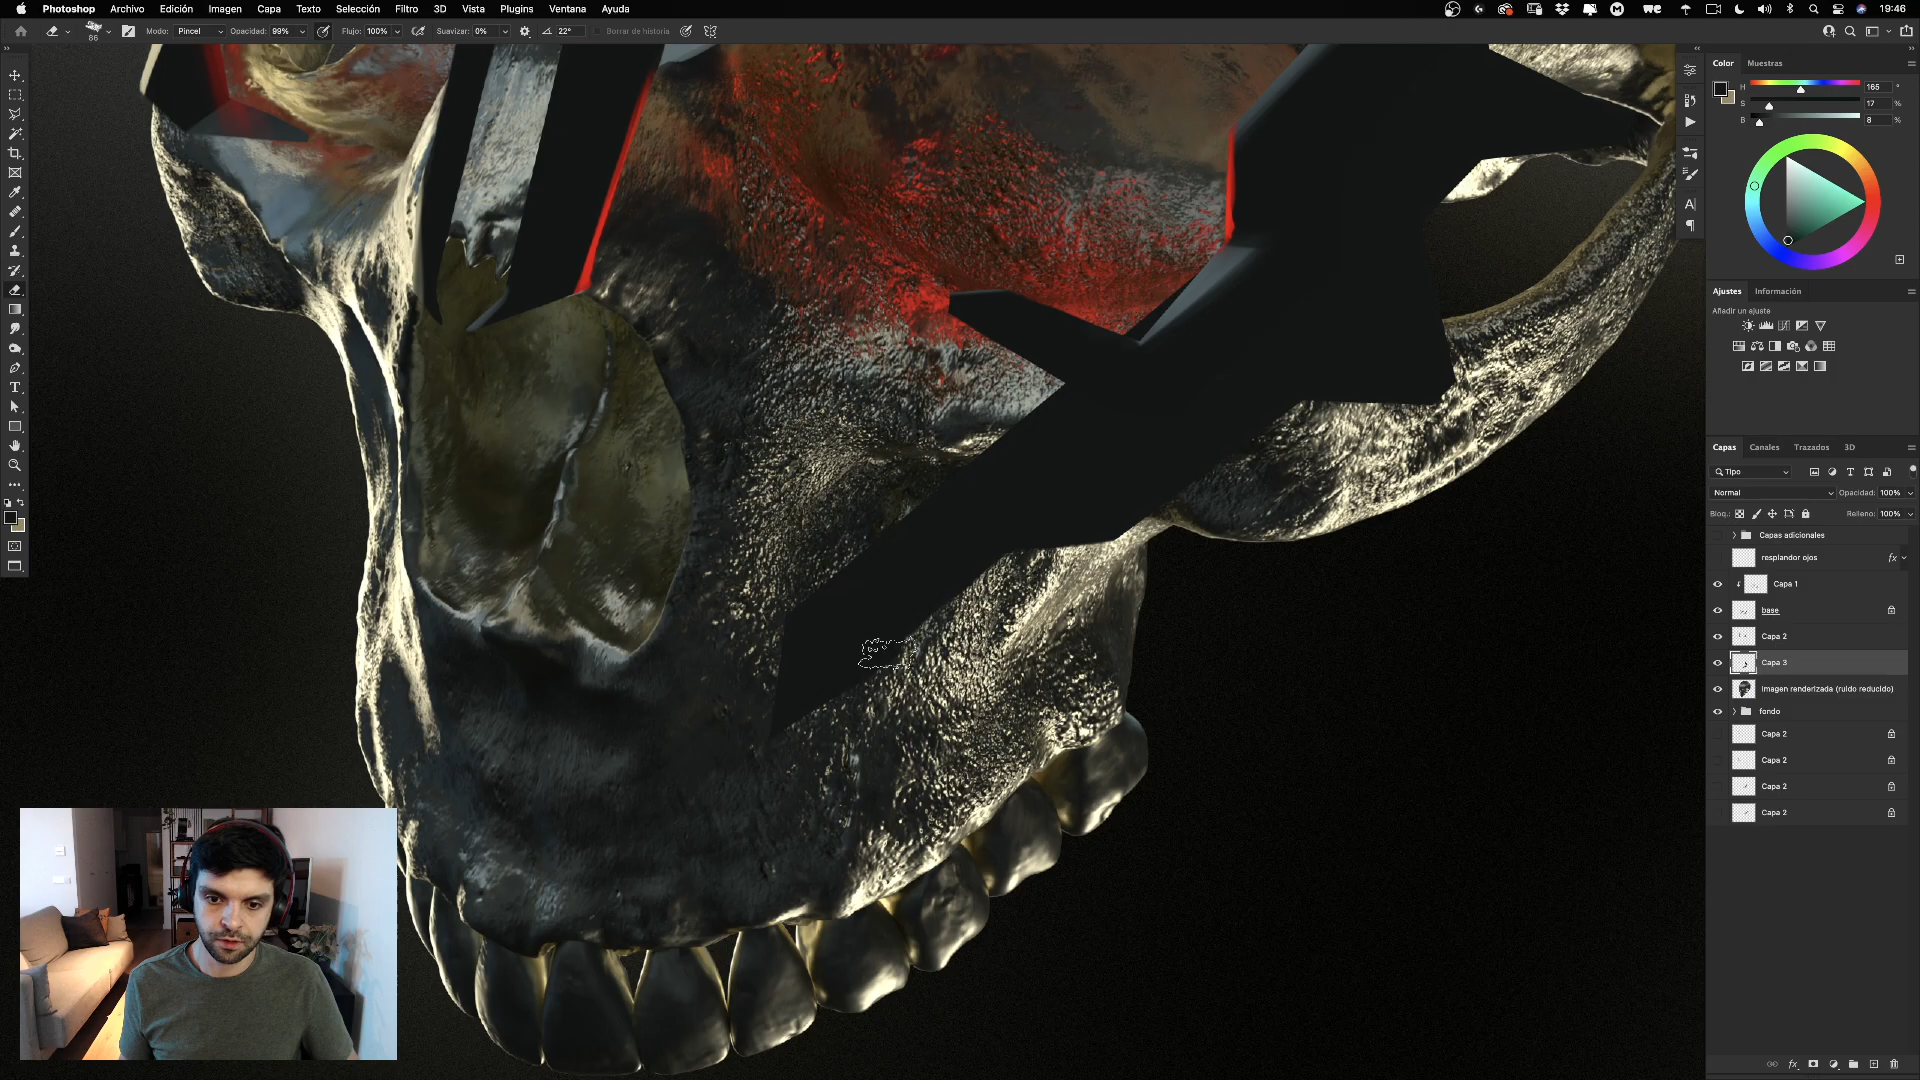 Photoshop Archivo Edición Imagen Capa Texto Selección Filtro 3D Vista Plugins Ventana Ayuda 19:46
86 Modo: Pincel Opacidad: 99% Flujo: 100% Suavizar: 0% 22° Borrar de historia
Color Muestras
H 165 °
S 17 %
B 8 %
Ajustes Información
Añadir un ajuste
Capas Canales Trazados 3D
Tipo
Normal Opacidad: 100%
Bloq.: Relleno: 100%
Capas adicionales
resplandor ojos fx
Capa 1
base
Capa 2
Capa 3
Imagen renderizada (ruido reducido)
fondo
Capa 2
Capa 2
Capa 2
Capa 2
fx